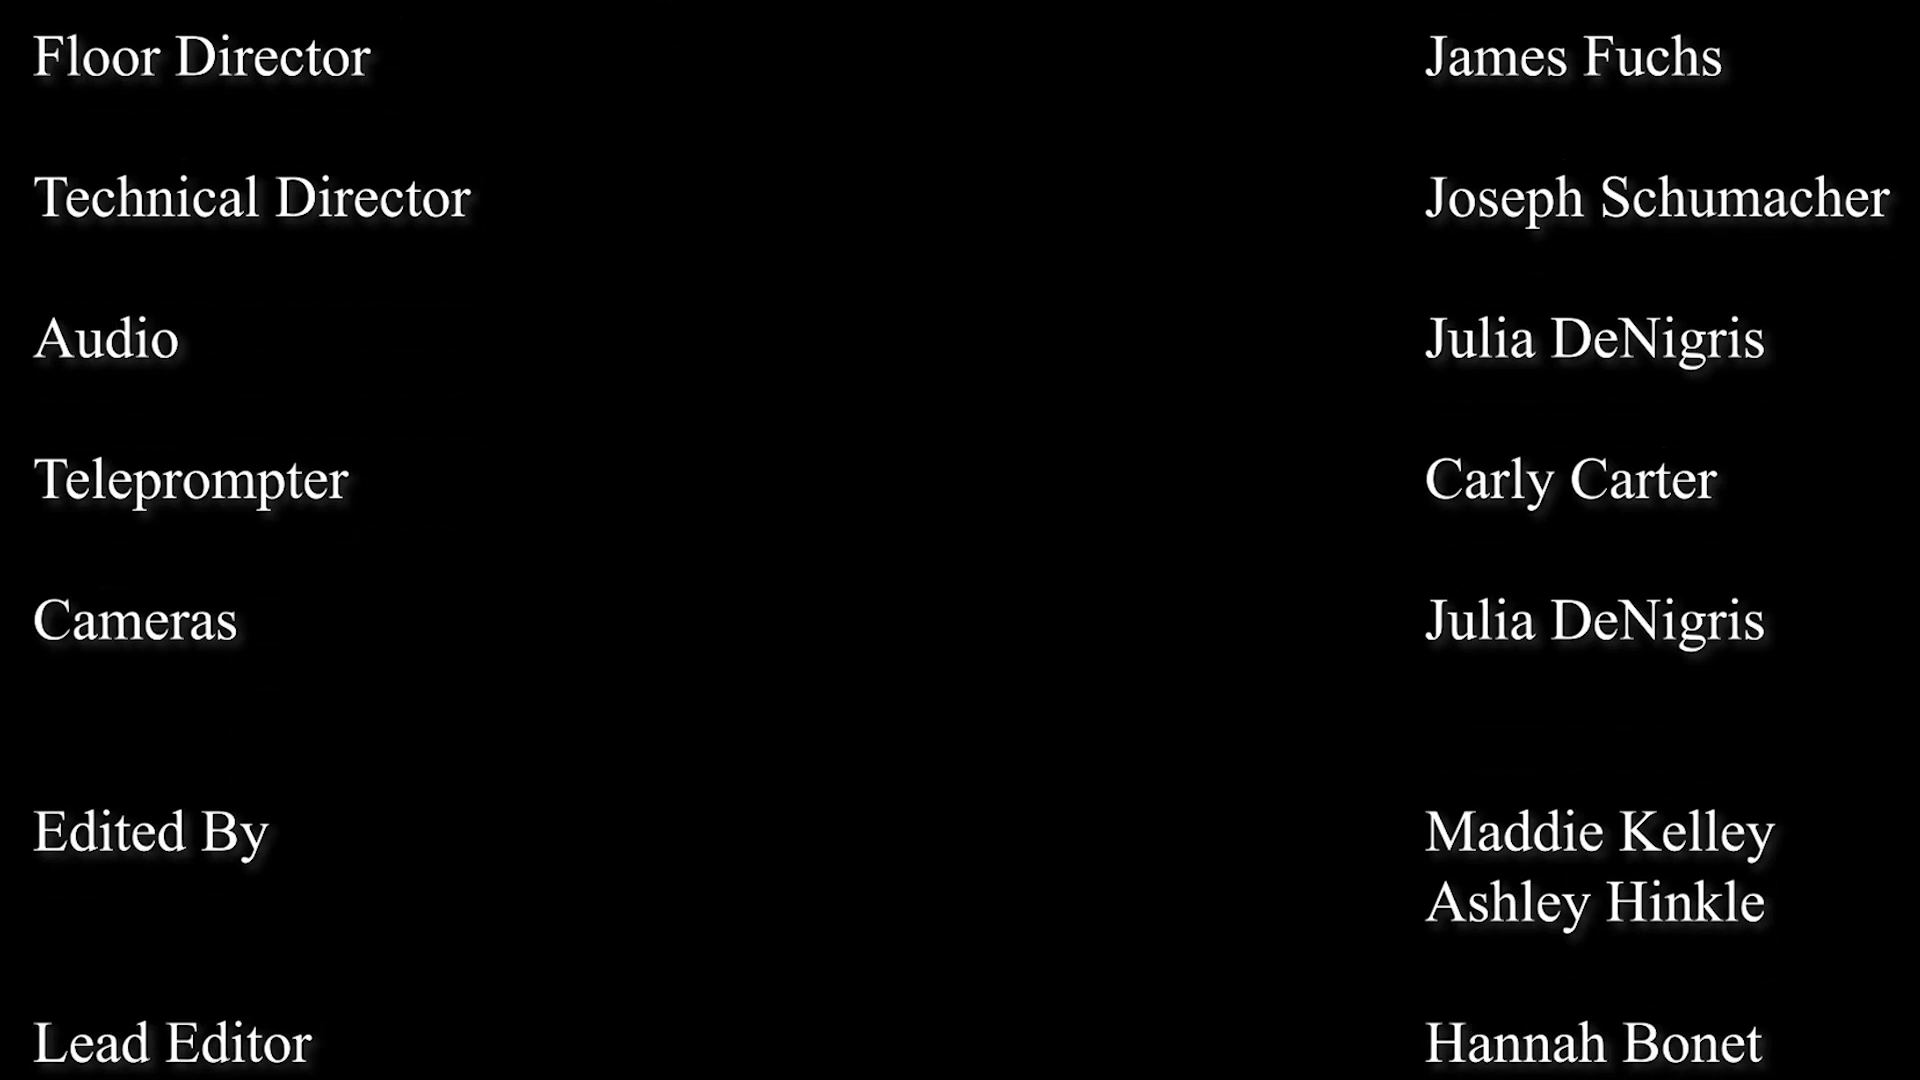 Floor Director James Fuchs
Technical Director Joseph Schumacher
Audio Julia DeNigris
Teleprompter Carly Carter
Cameras Julia DeNigris
Edited By Maddie Kelley
Ashley Hinkle
Lead Editor Hannah Bonet